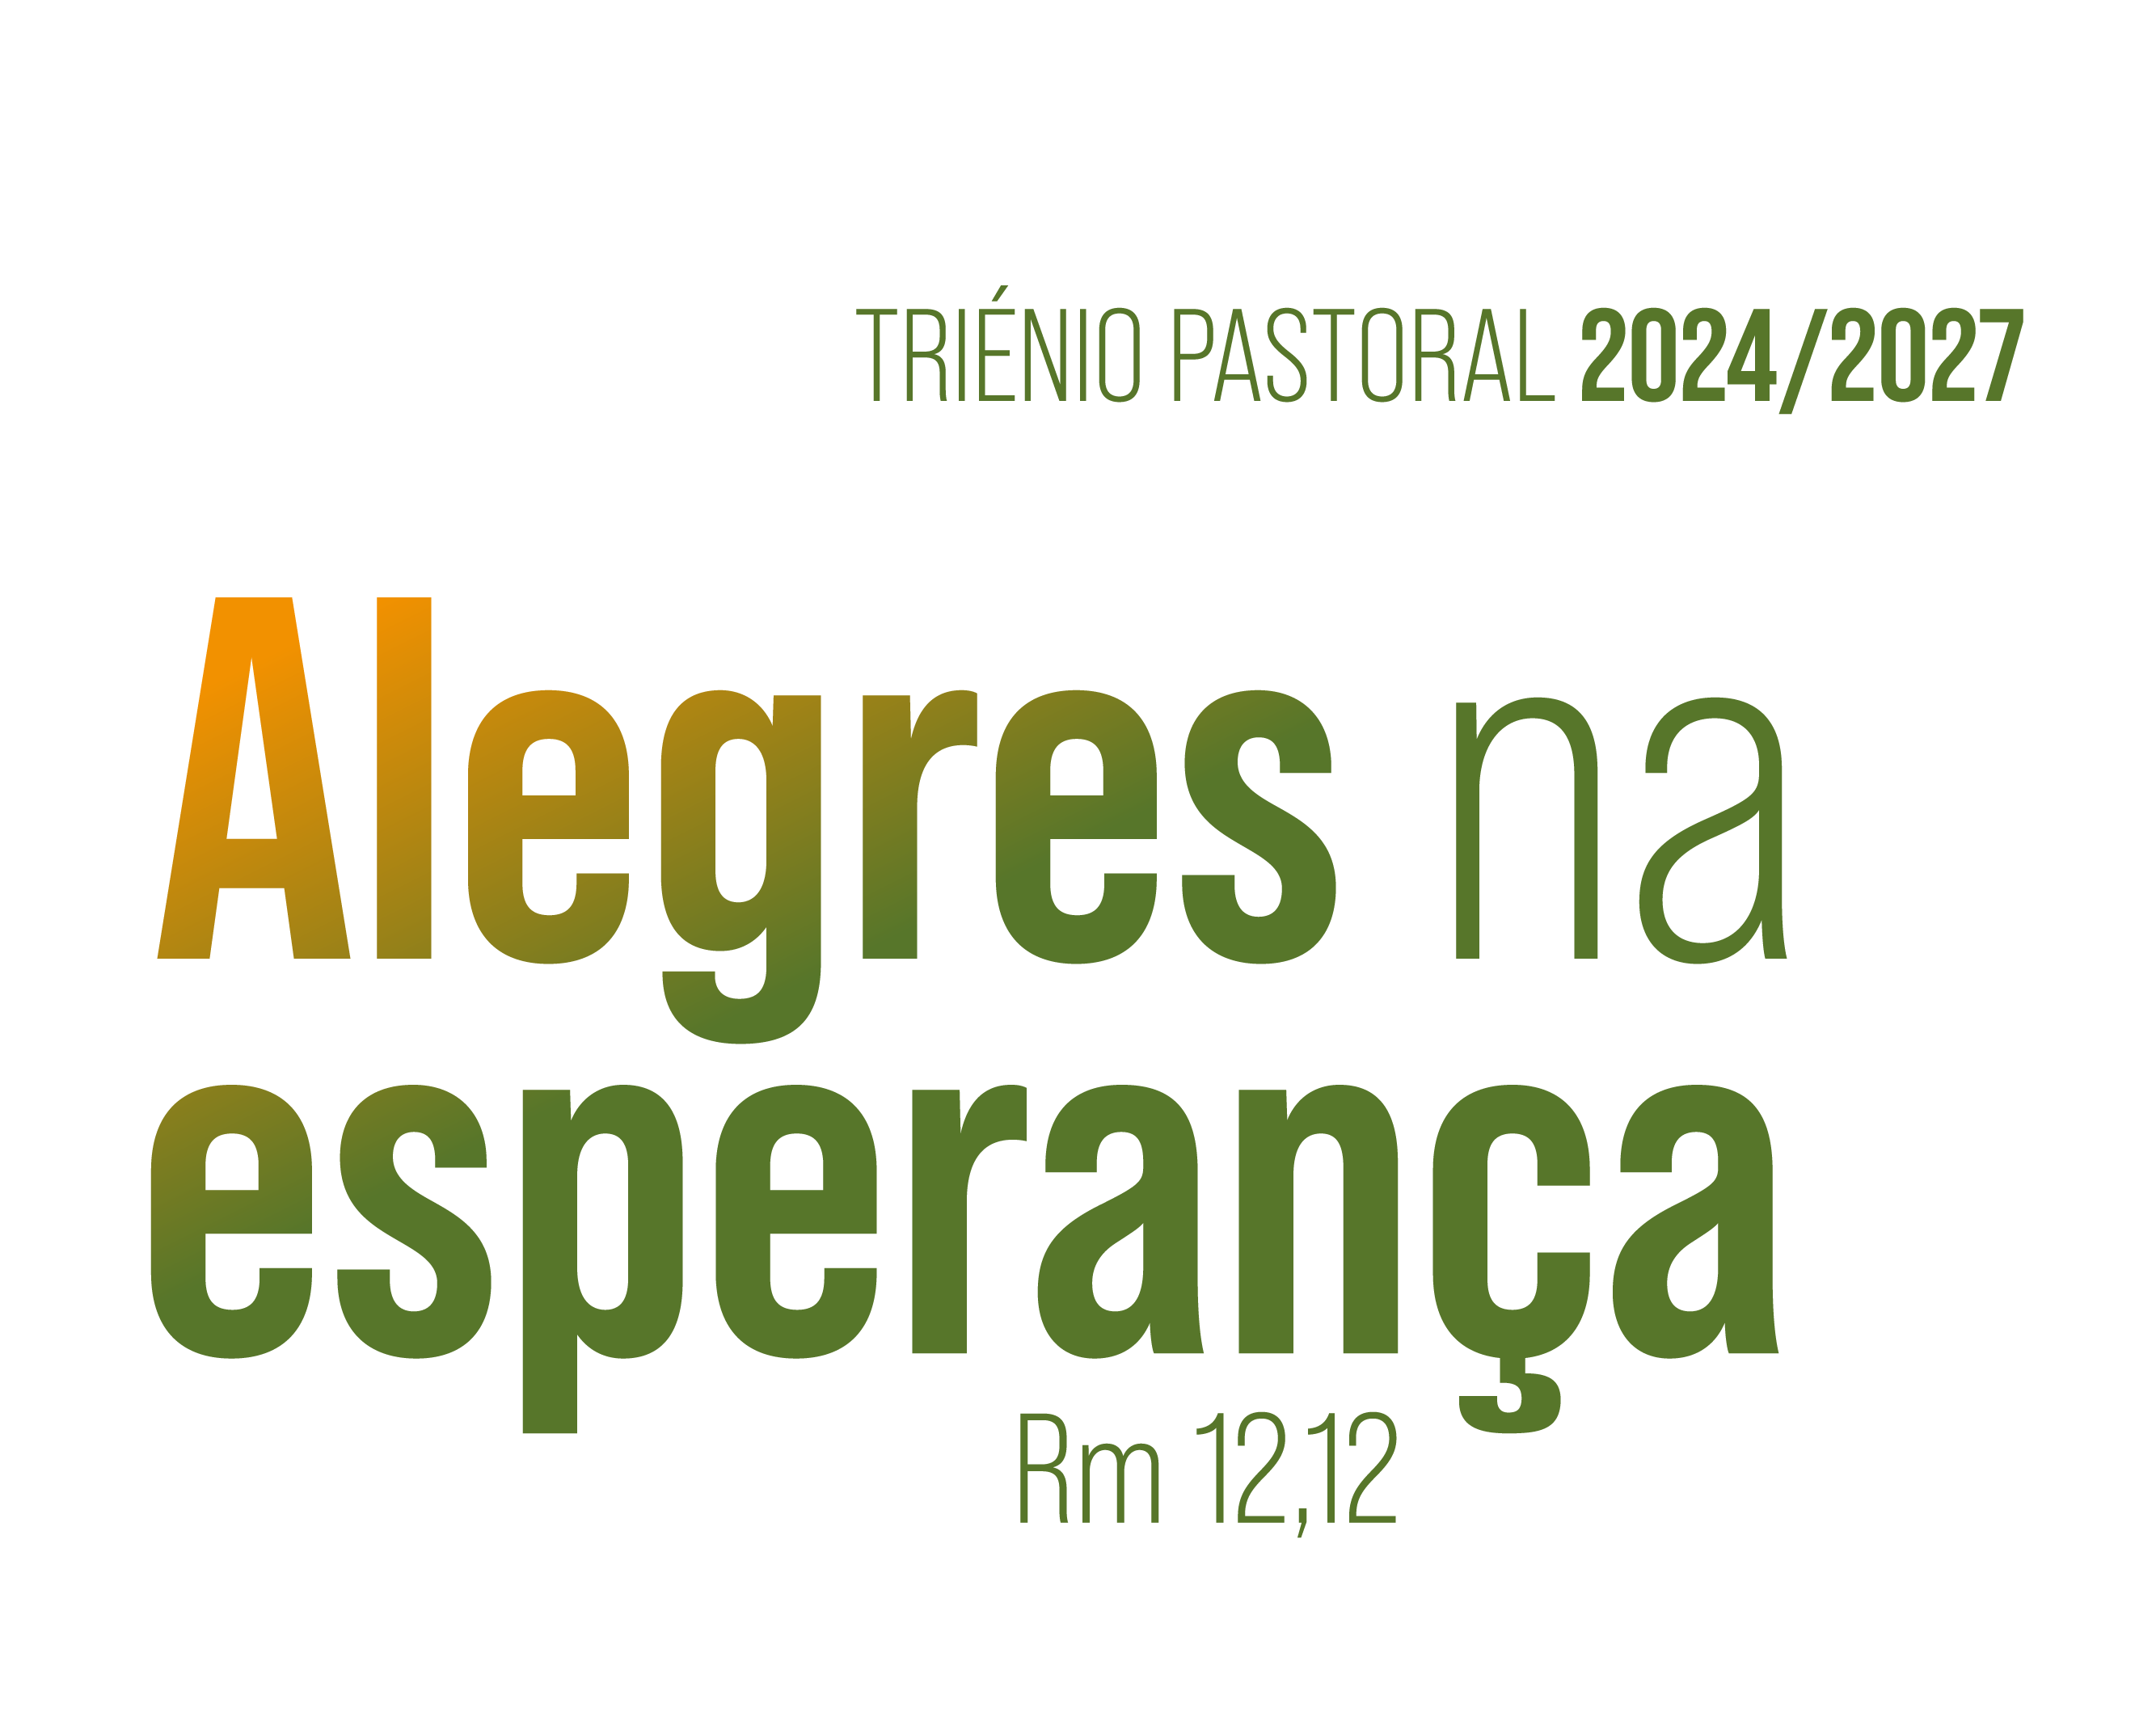 TRIÉNIO PASTORAL 2024/2027
Alegres na
esperança
Rm 12,12